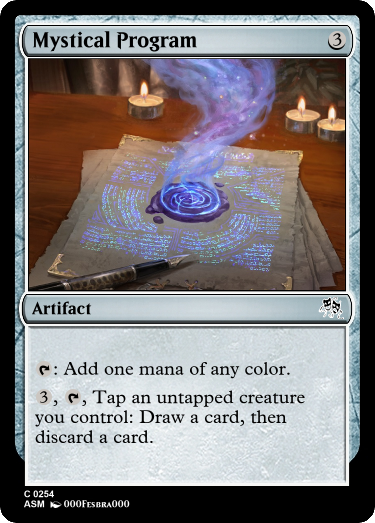 Mystical Program 3
Artifact
: Add one mana of any color.
3, , Tap an untapped creature
you control: Draw a card, then
discard a card.
C 0254
ASM 000FESBRA000